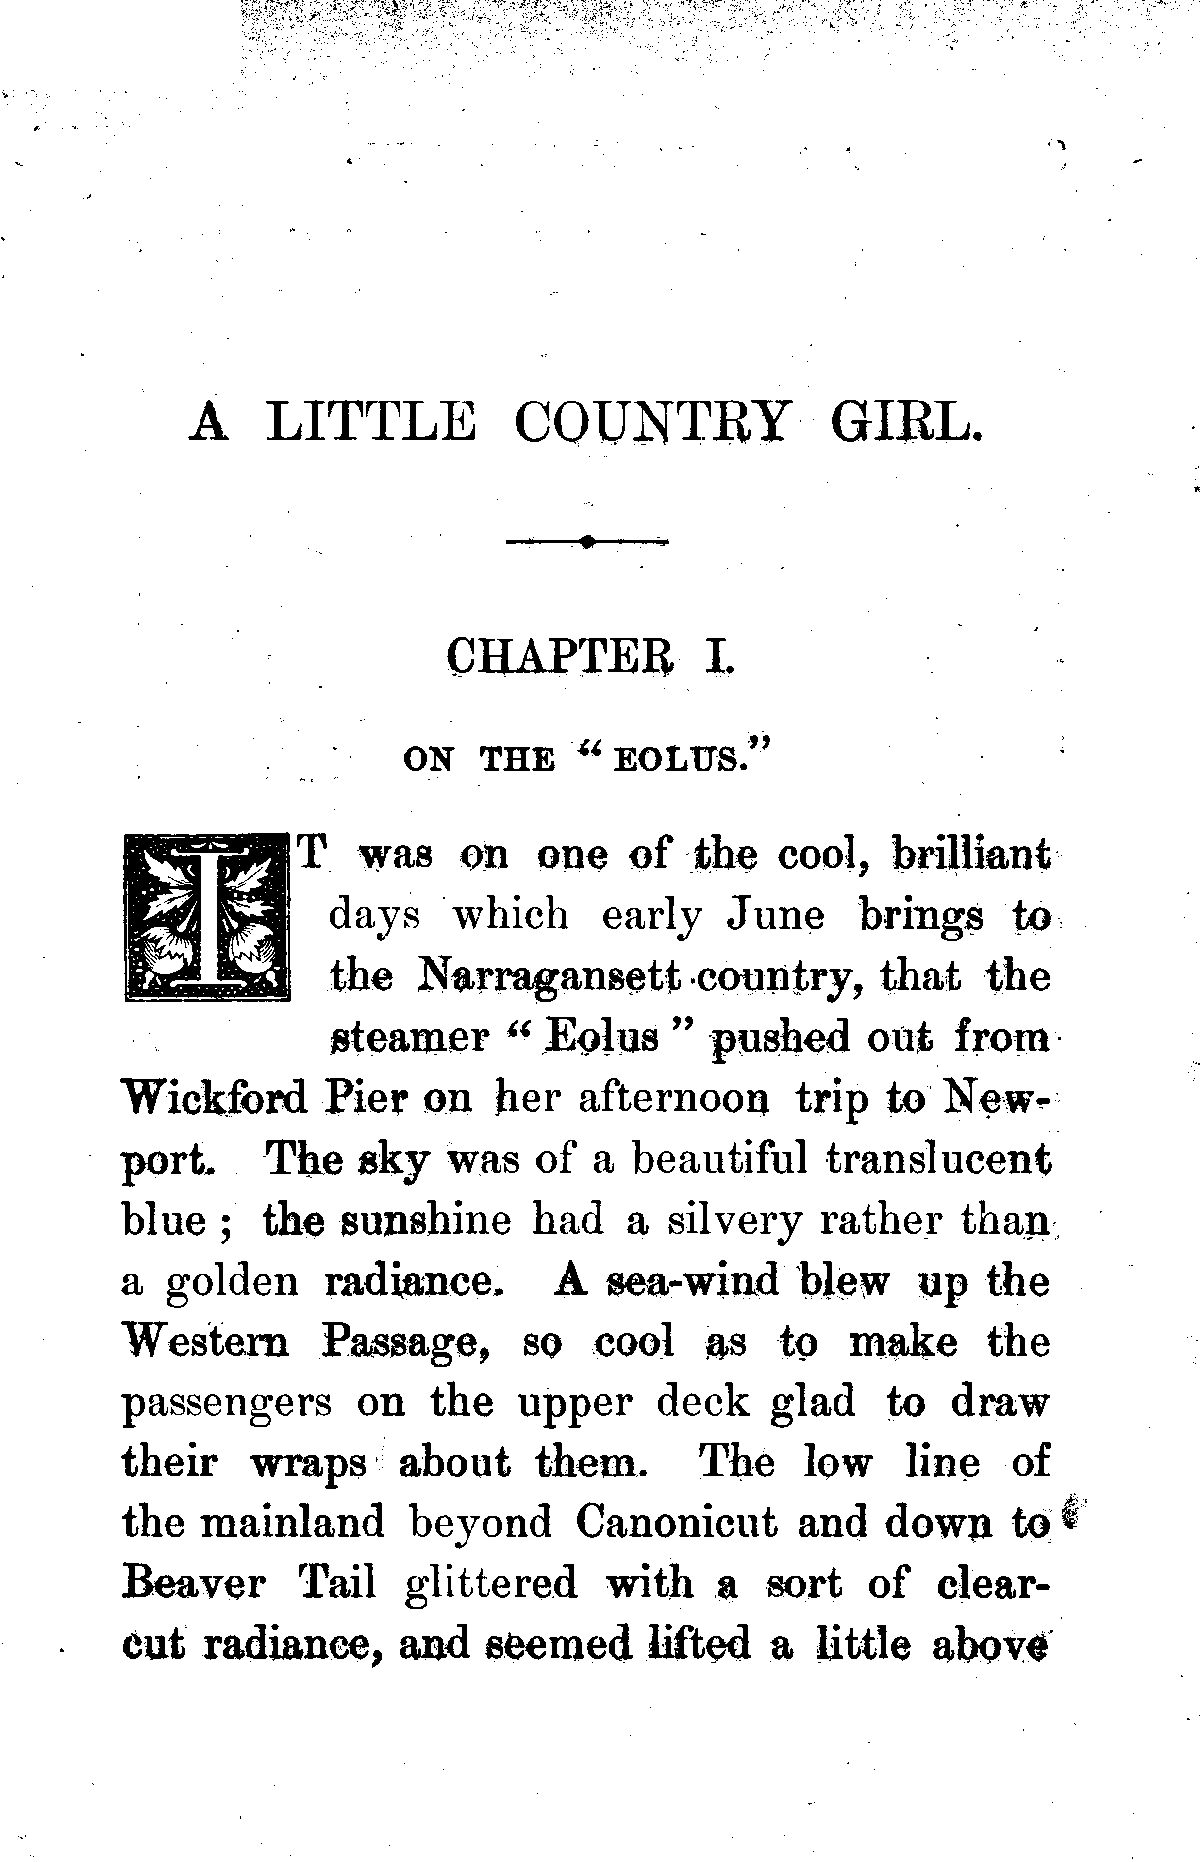 A LITTLE COUNTRY GIRL.
CHAPTER I.
ON THE "EOLUS."
IT was on one of the cool, brilliant
days which early June brings to
the Narragansett country, that the
steamer "Eolus" pushed out from
Wickford Pier on her afternoon trip to New-
port. The sky was of a beautiful translucent
blue; the sunshine had a silvery rather than
a golden radiance. A sea-wind blew up the
Western Passage, so cool as to make the
passengers on the upper deck glad to draw
their wraps about them. The low line of
the mainland beyond Canonicut and down to
Beaver Tail glittered with a sort of clear-
cut radiance, and seemed lifted a little above